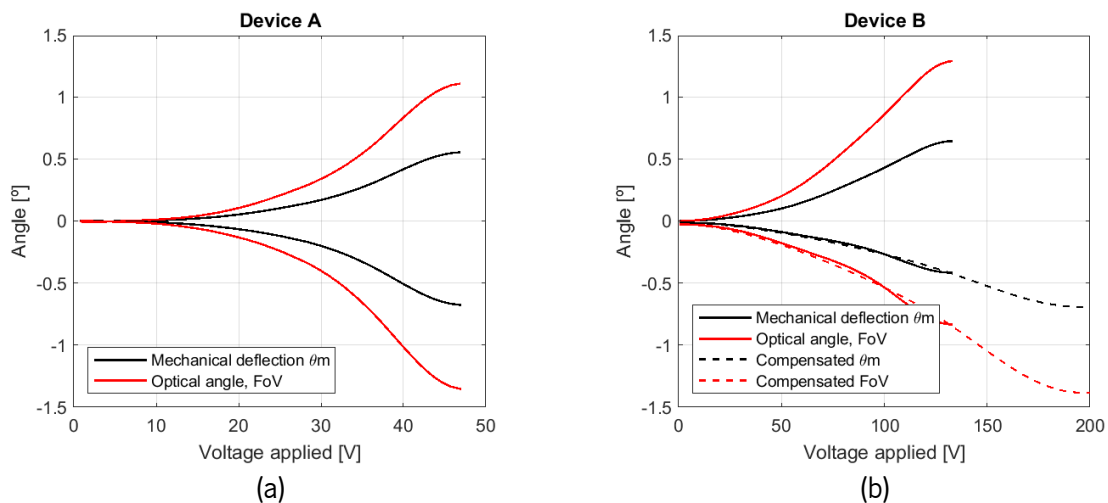 Device A
1.5
1
0.5
0
-0.5
-1
-1.5
Angle [º]
Mechanical deflection θm
Optical angle, FoV
0 10 20 30 40 50
Voltage applied [V]
(a)
Device B
1.5
1
0.5
0
-0.5
-1
-1.5
Angle [º]
Mechanical deflection θm
Optical angle, FoV
Compensated θm
Compensated FoV
0 50 100 150 200
Voltage applied [V]
(b)